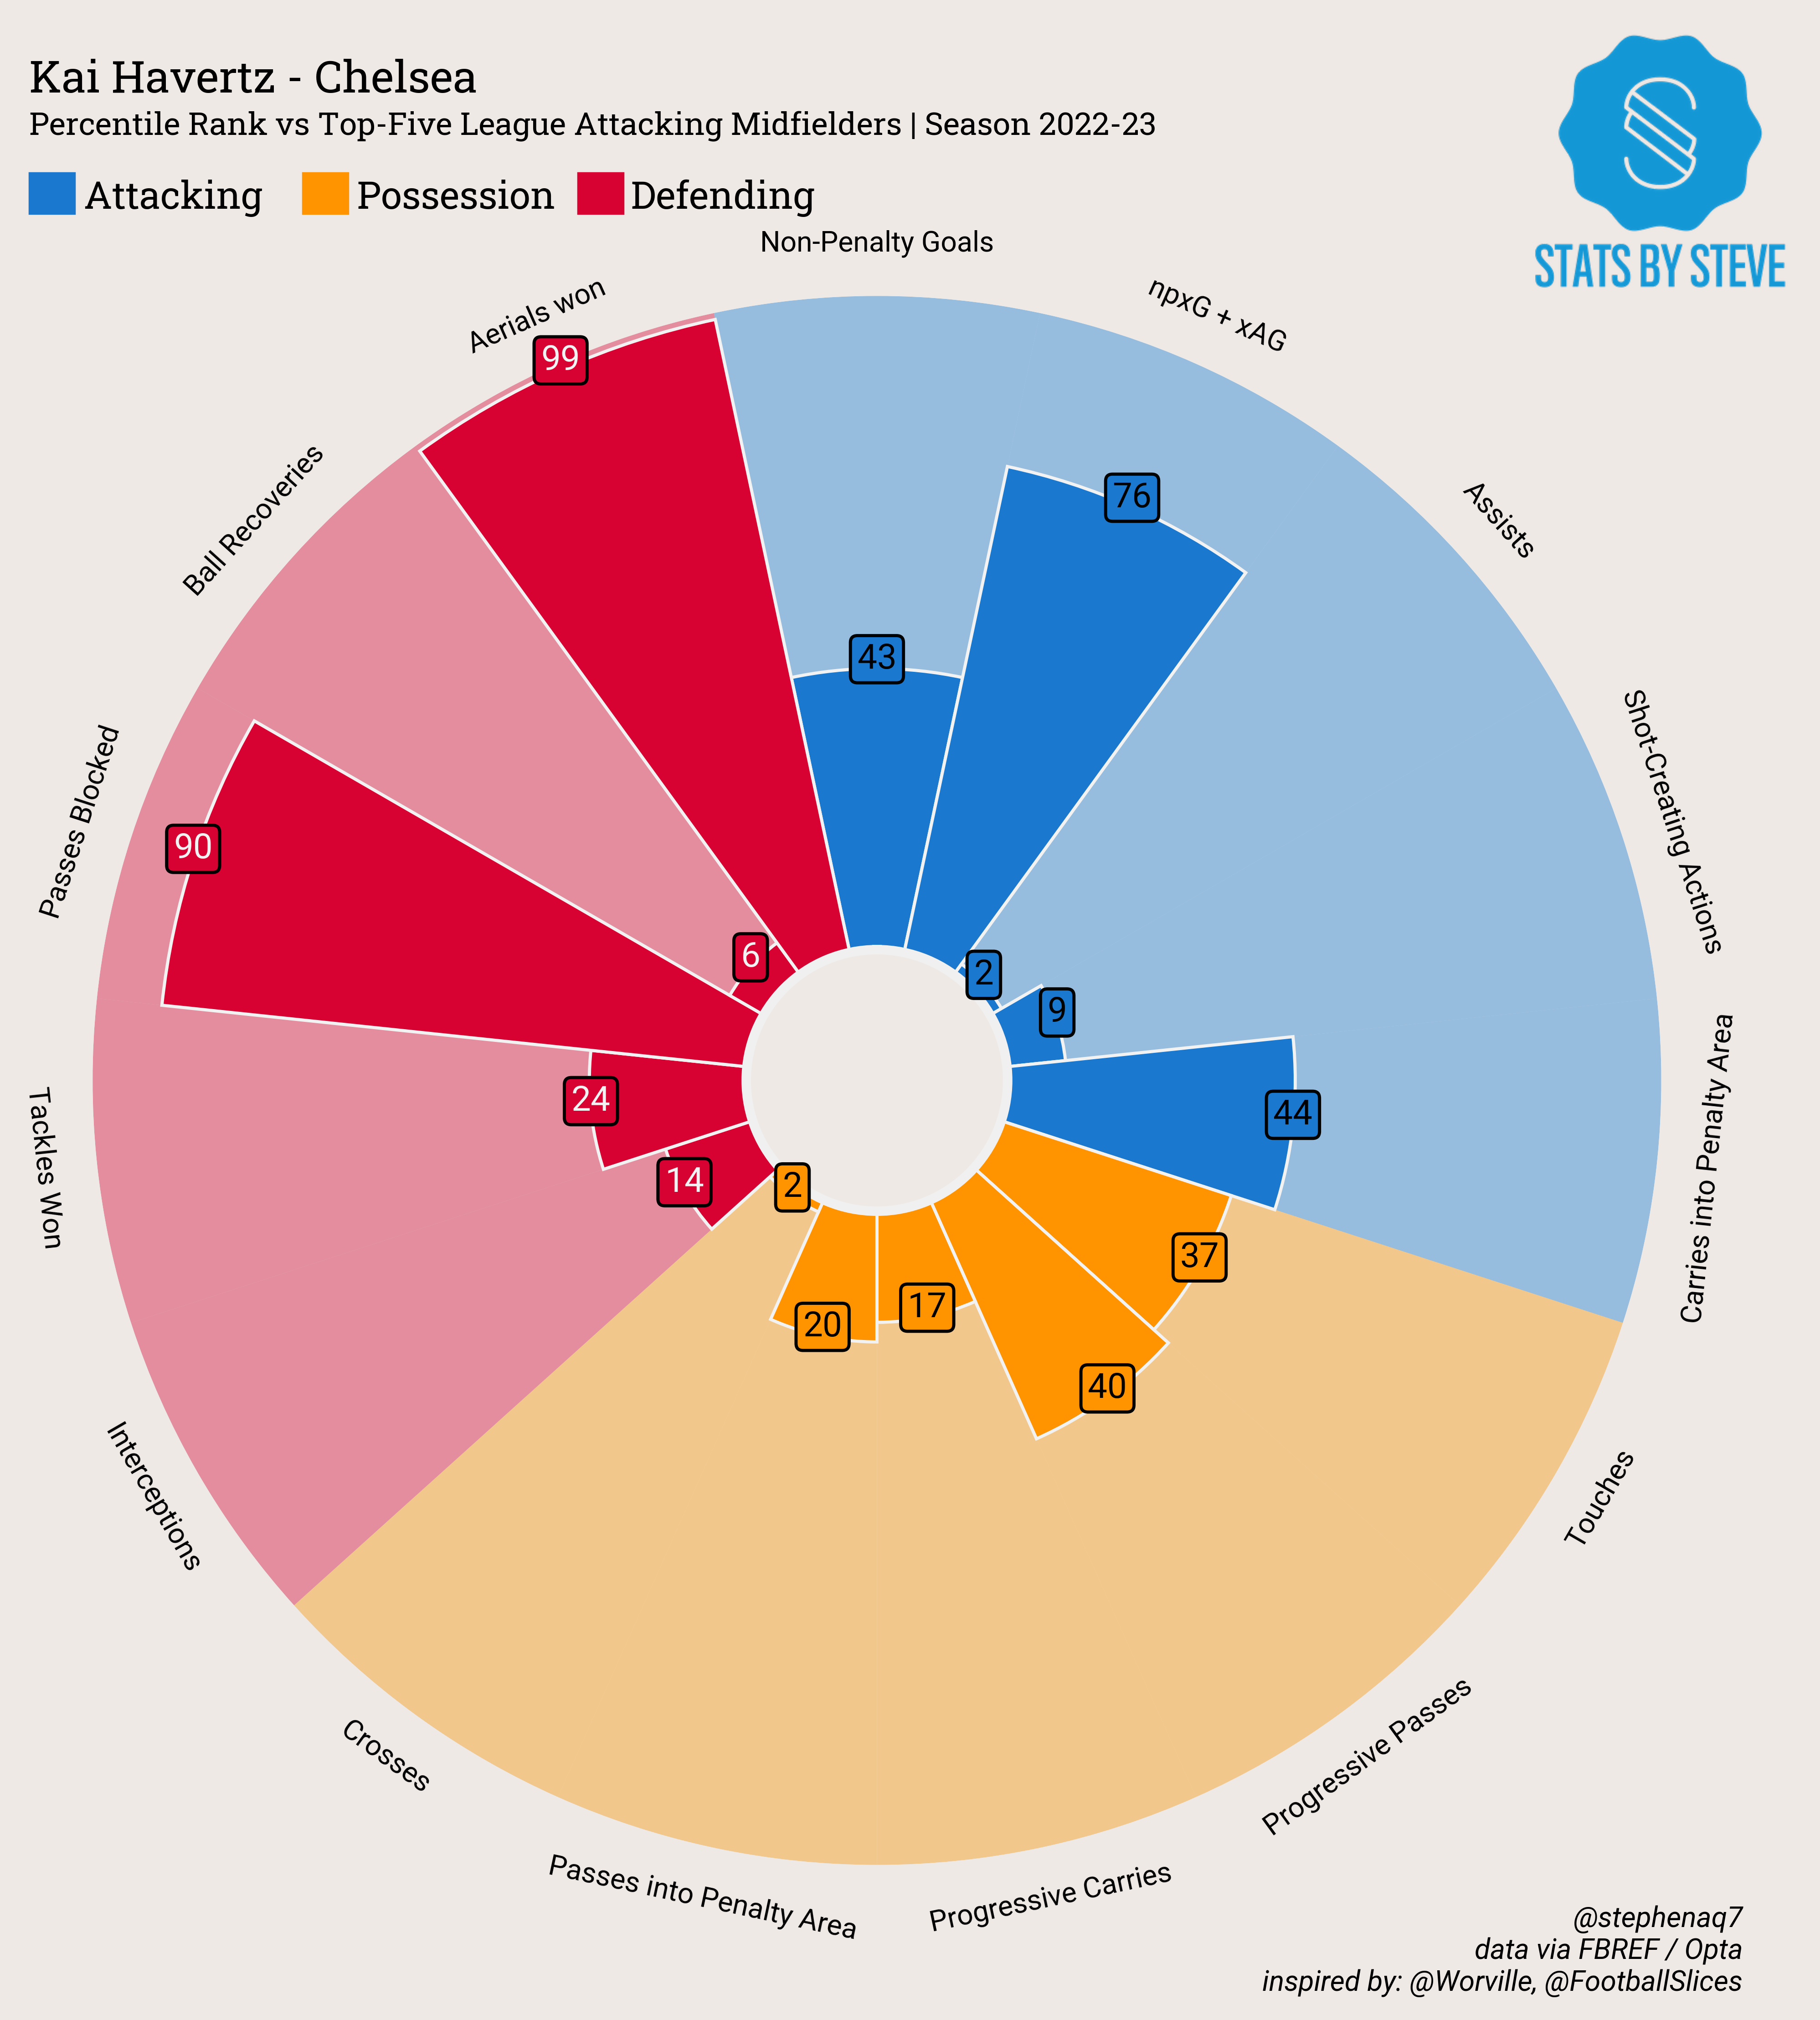 Kai Havertz - Chelsea
Percentile Rank vs Top-Five League Attacking Midfielders | Season 2022-23
Attacking Possession Defending
STATS BY STEVE
Non-Penalty Goals
43
npxG + xAG
76
Assists
2
Shot-Creating Actions
9
Carries into Penalty Area
44
Touches
37
Progressive Passes
40
Progressive Carries
17
Passes into Penalty Area
20
Crosses
2
Interceptions
14
Tackles Won
24
Passes Blocked
90
Ball Recoveries
6
Aerials won
99
@stephenaq7
data via FBREF / Opta
inspired by: @Worville, @FootballSlices